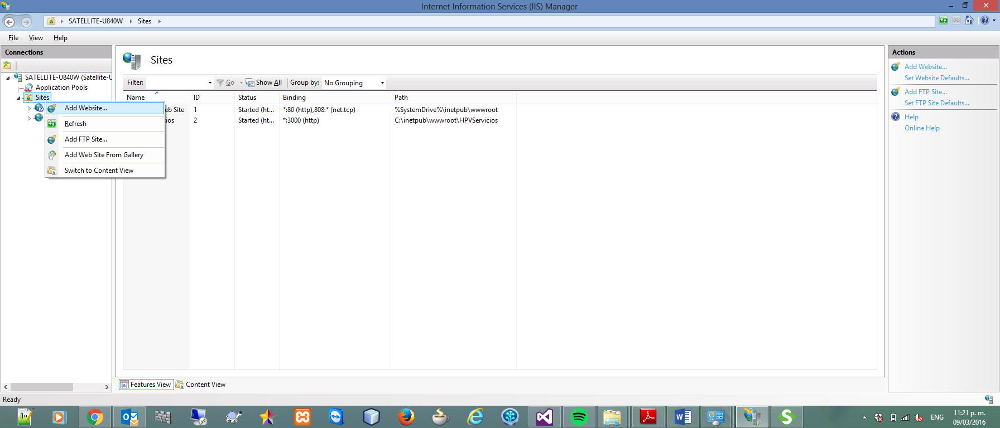 Internet Information Services (IIS) Manager
SATELLITE-U840W Sites
File View Help
Connections
SATELLITE-U840W (Satellite-U
Application Pools
Sites
Add Website...
Refresh
Add FTP Site...
Add Web Site From Gallery
Switch to Content View
Sites
Filter: Go Show All Group by: No Grouping
Name ID Status Binding Path
eb Site 1 Started (ht... *:80 (http),808:* (net.tcp) %SystemDrive%\inetpub\wwwroot
ios 2 Started (ht... *:3000 (http) C:\inetpub\wwwroot\HPVServicios
Features View Content View
Actions
Add Website...
Set Website Defaults...
Add FTP Site...
Set FTP Site Defaults...
Help
Online Help
Ready
ENG
11:21 p. m.
09/03/2016